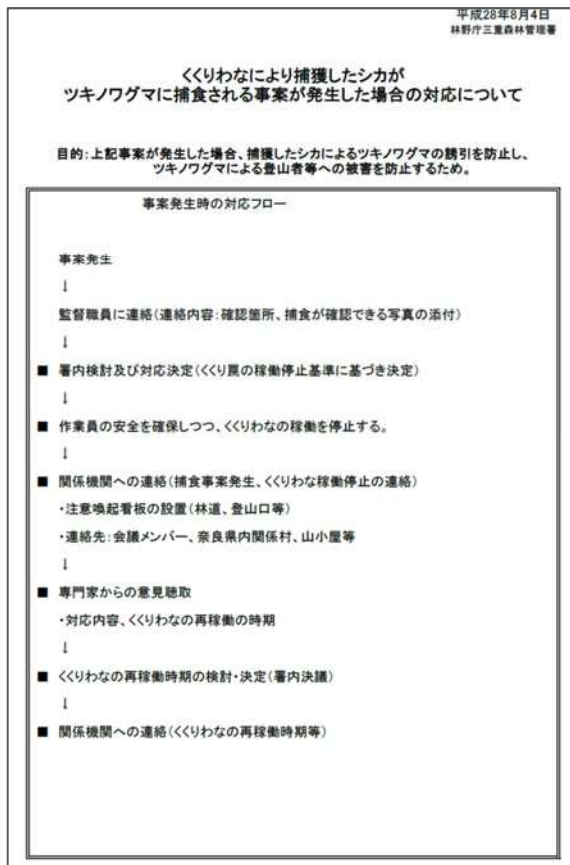 平成28年8月4日
林野庁三重森林管理署
くくりわなにより捕獲したシカが
ツキノワグマに捕食される事案が発生した場合の対応について
目的:上記事案が発生した場合、捕獲したシカによるツキノワグマの誘引を防止し、
ツキノワグマによる登山者等への被害を防止するため。
事案発生時の対応フロー
事案発生
↓
監督職員に連絡(連絡内容:確認箇所、捕食が確認できる写真の添付)
↓
■ 署内検討及び対応決定(くくり罠の稼働停止基準に基づき決定)
↓
■ 作業員の安全を確保しつつ、くくりわなの稼働を停止する。
↓
■ 関係機関への連絡(捕食事案発生、くくりわな稼働停止の連絡)
・注意喚起看板の設置(林道、登山口等)
・連絡先:会議メンバー、奈良県内関係村、山小屋等
↓
■ 専門家からの意見聴取
・対応内容、くくりわなの再稼働の時期
↓
■ くくりわなの再稼働時期の検討・決定(署内決議)
↓
■ 関係機関への連絡(くくりわなの再稼働時期等)